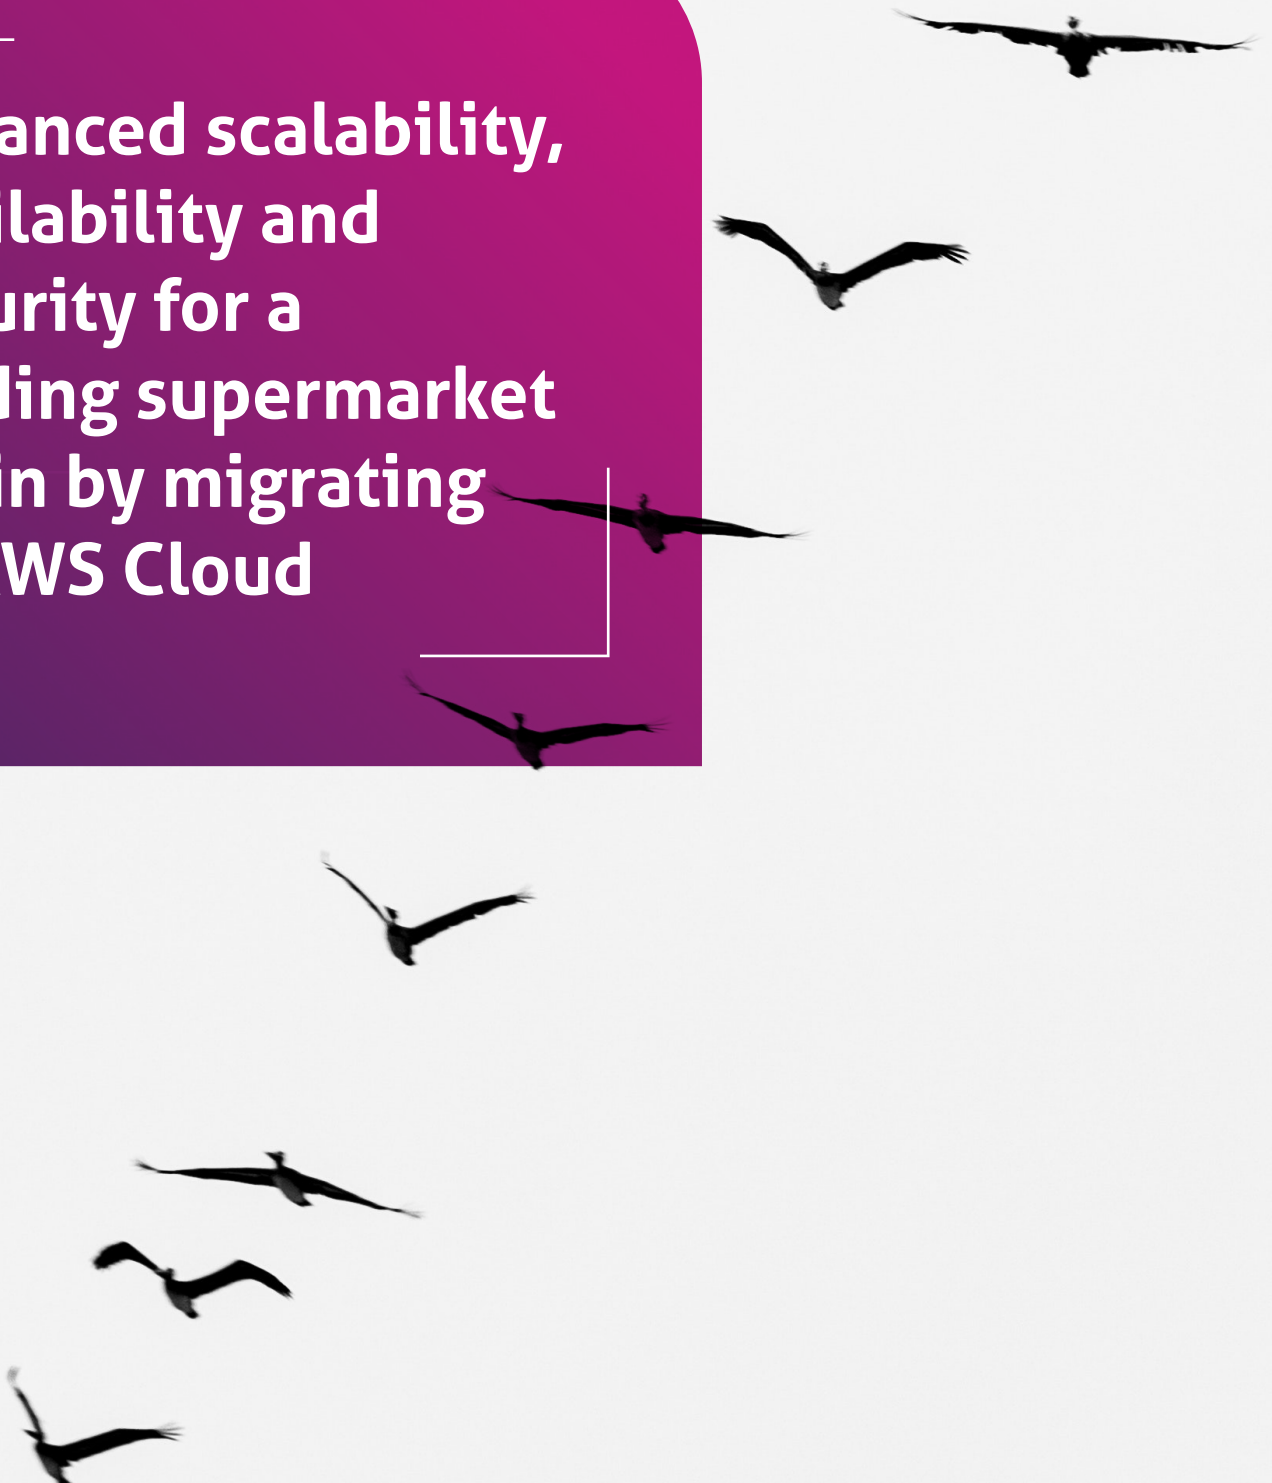 anced scalability,
ilability and
urity for a
ding supermarket
in by migrating
WS Cloud